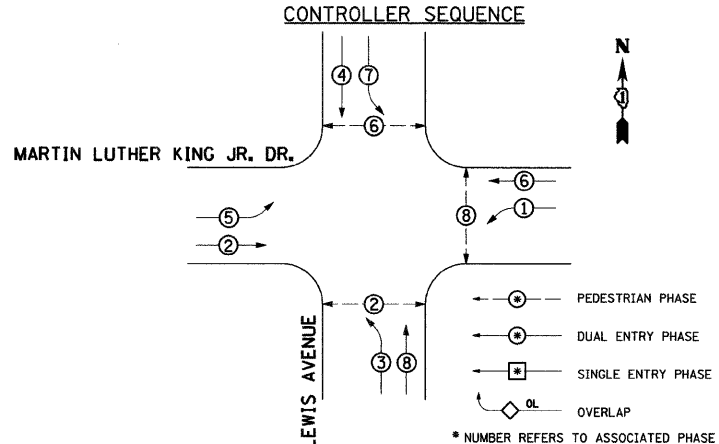 CONTROLLER SEQUENCE
N
1
4 7
6
MARTIN LUTHER KING JR. DR.
6
1
8
5
2
2
3 8
LEWIS AVENUE
* PEDESTRIAN PHASE
* DUAL ENTRY PHASE
* SINGLE ENTRY PHASE
OL OVERLAP
* NUMBER REFERS TO ASSOCIATED PHASE